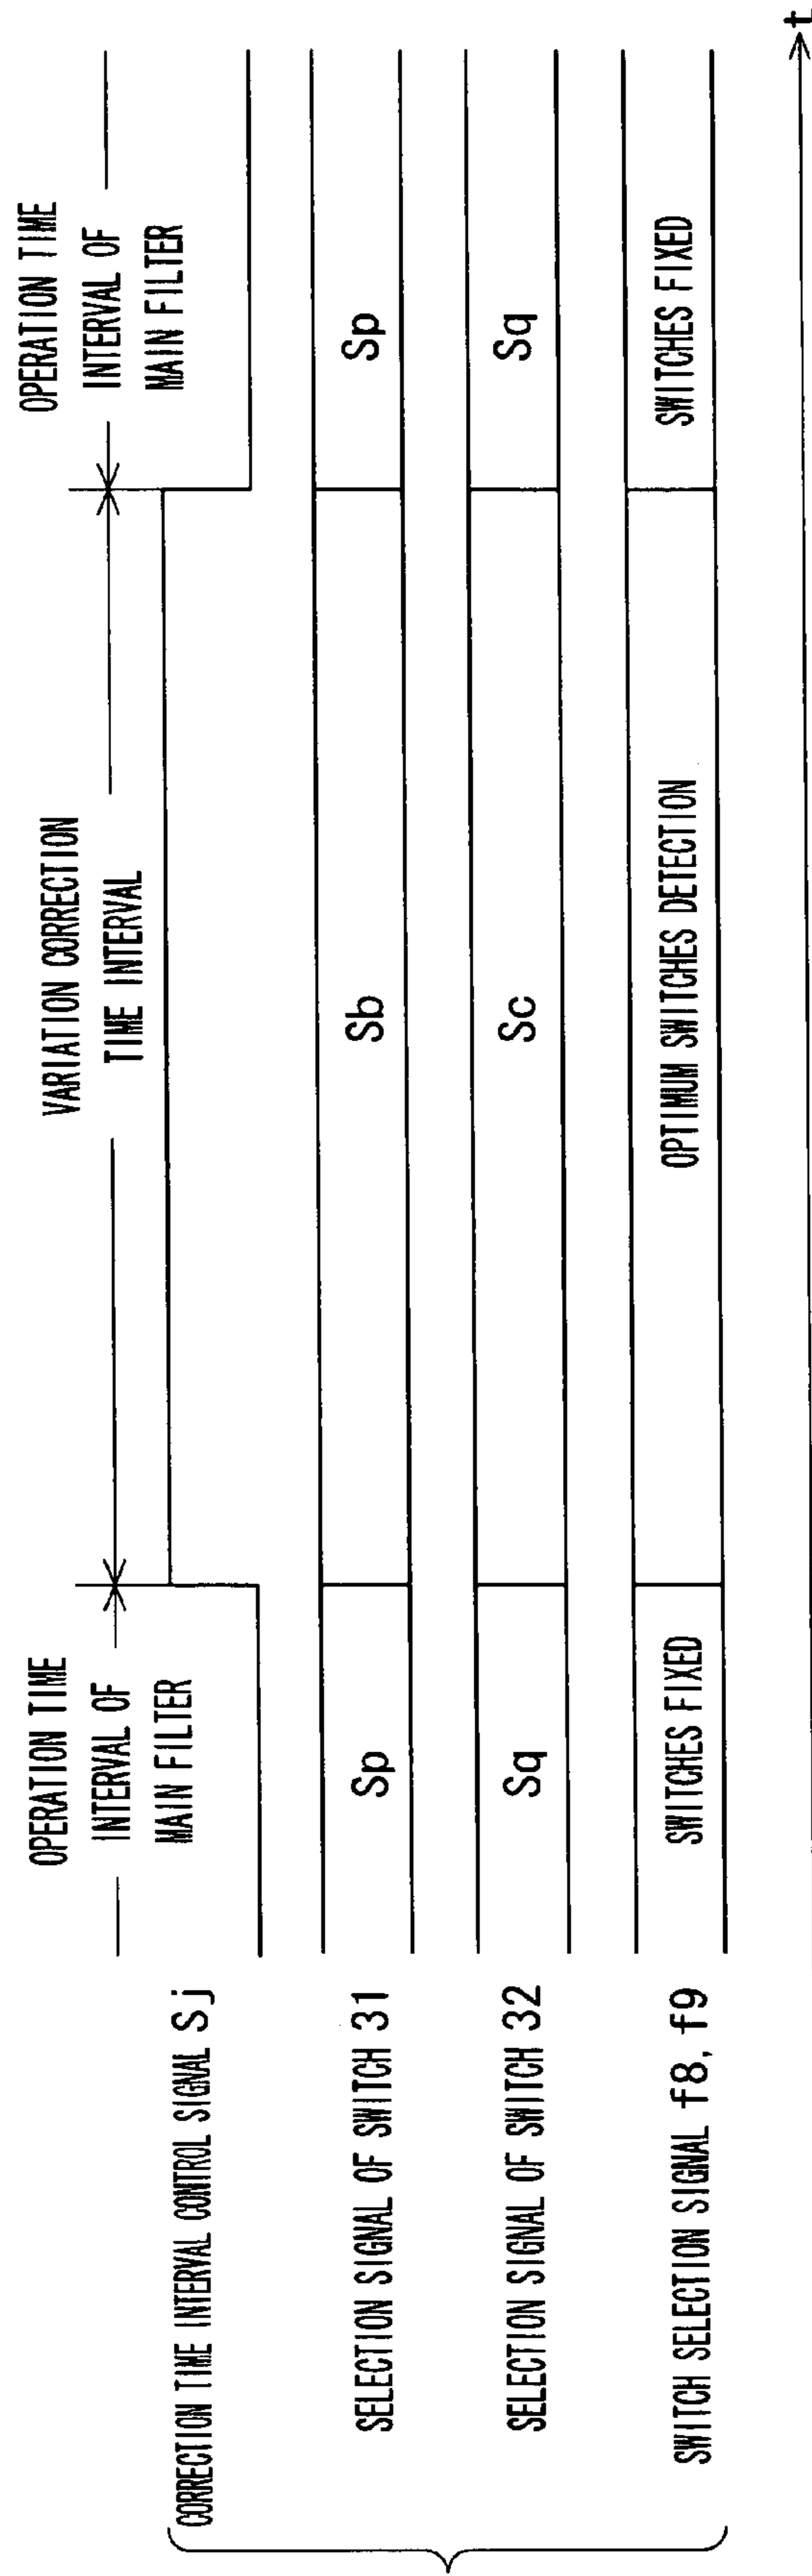 OPERATION TIME
INTERVAL OF
MAIN FILTER
VARIATION CORRECTION
TIME INTERVAL
OPERATION TIME
INTERVAL OF
MAIN FILTER
CORRECTION TIME INTERVAL CONTROL SIGNAL Sj
SELECTION SIGNAL OF SWITCH 31
Sp
Sb
Sp
SELECTION SIGNAL OF SWITCH 32
Sq
Sc
Sq
SWITCH SELECTION SIGNAL f8, f9
SWITCHES FIXED
OPTIMUM SWITCHES DETECTION
SWITCHES FIXED
t